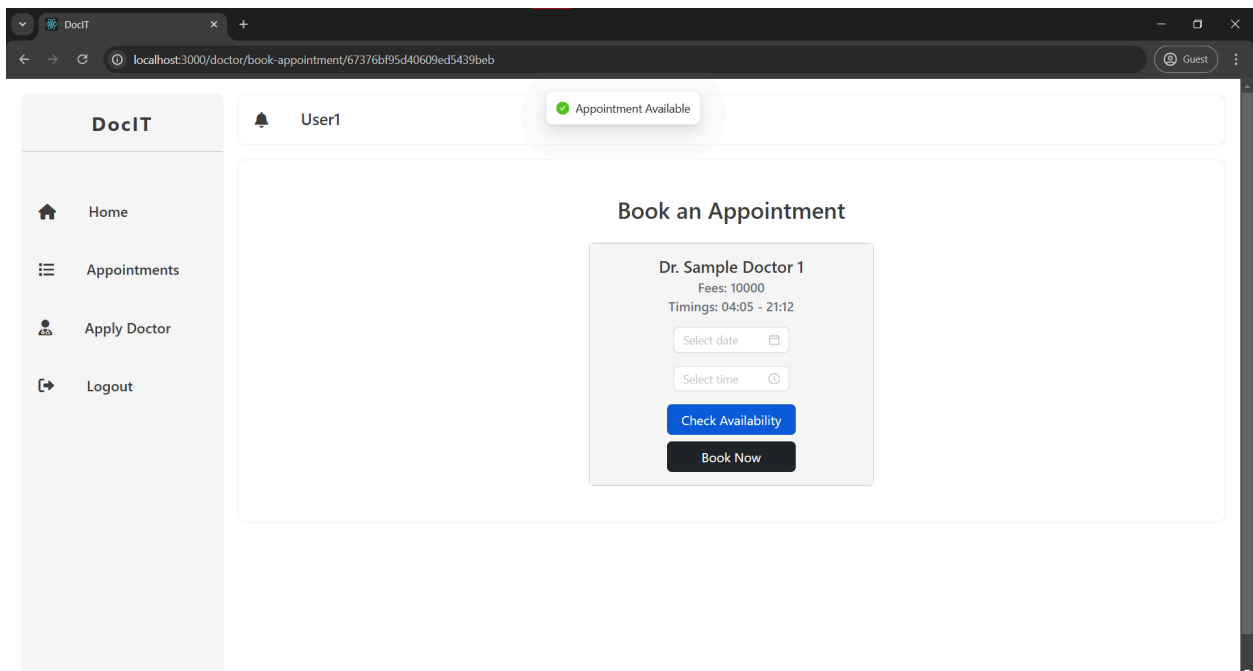 DocIT
localhost:3000/doctor/book-appointment/67376bf95d40609ed5439beb
Guest
DocIT
User1
Appointment Available
Home
Appointments
Apply Doctor
Logout
Book an Appointment
Dr. Sample Doctor 1
Fees: 10000
Timings: 04:05 - 21:12
Select date
Select time
Check Availability
Book Now